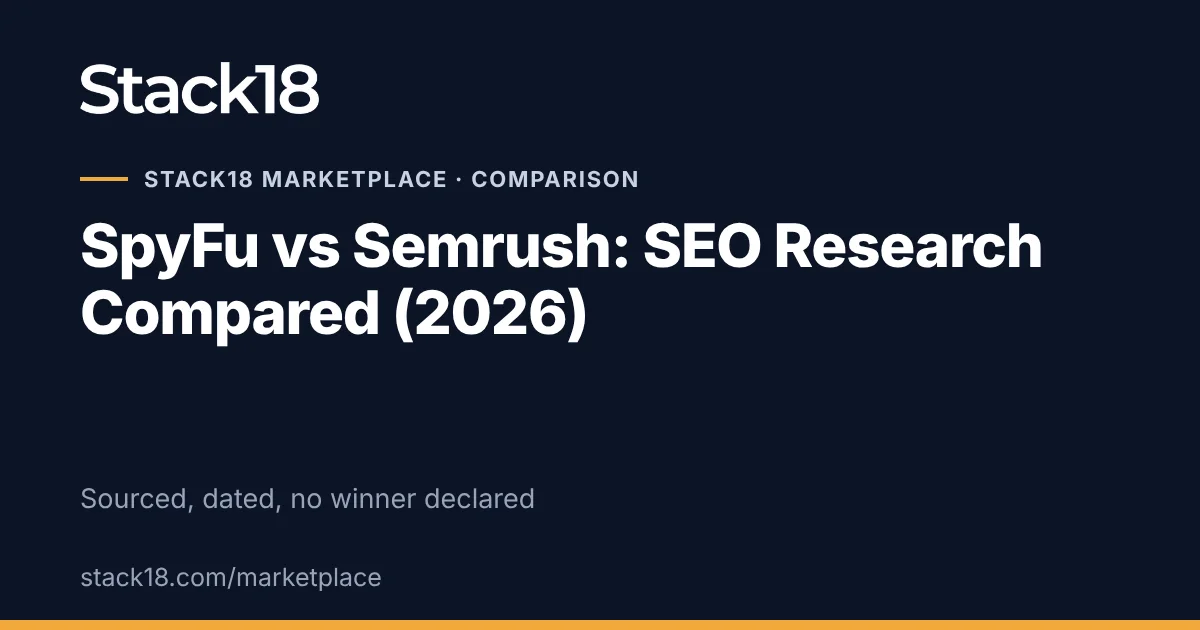 Stack18
STACK18 MARKETPLACE · COMPARISON
SpyFu vs Semrush: SEO Research
Compared (2026)
Sourced, dated, no winner declared
stack18.com/marketplace